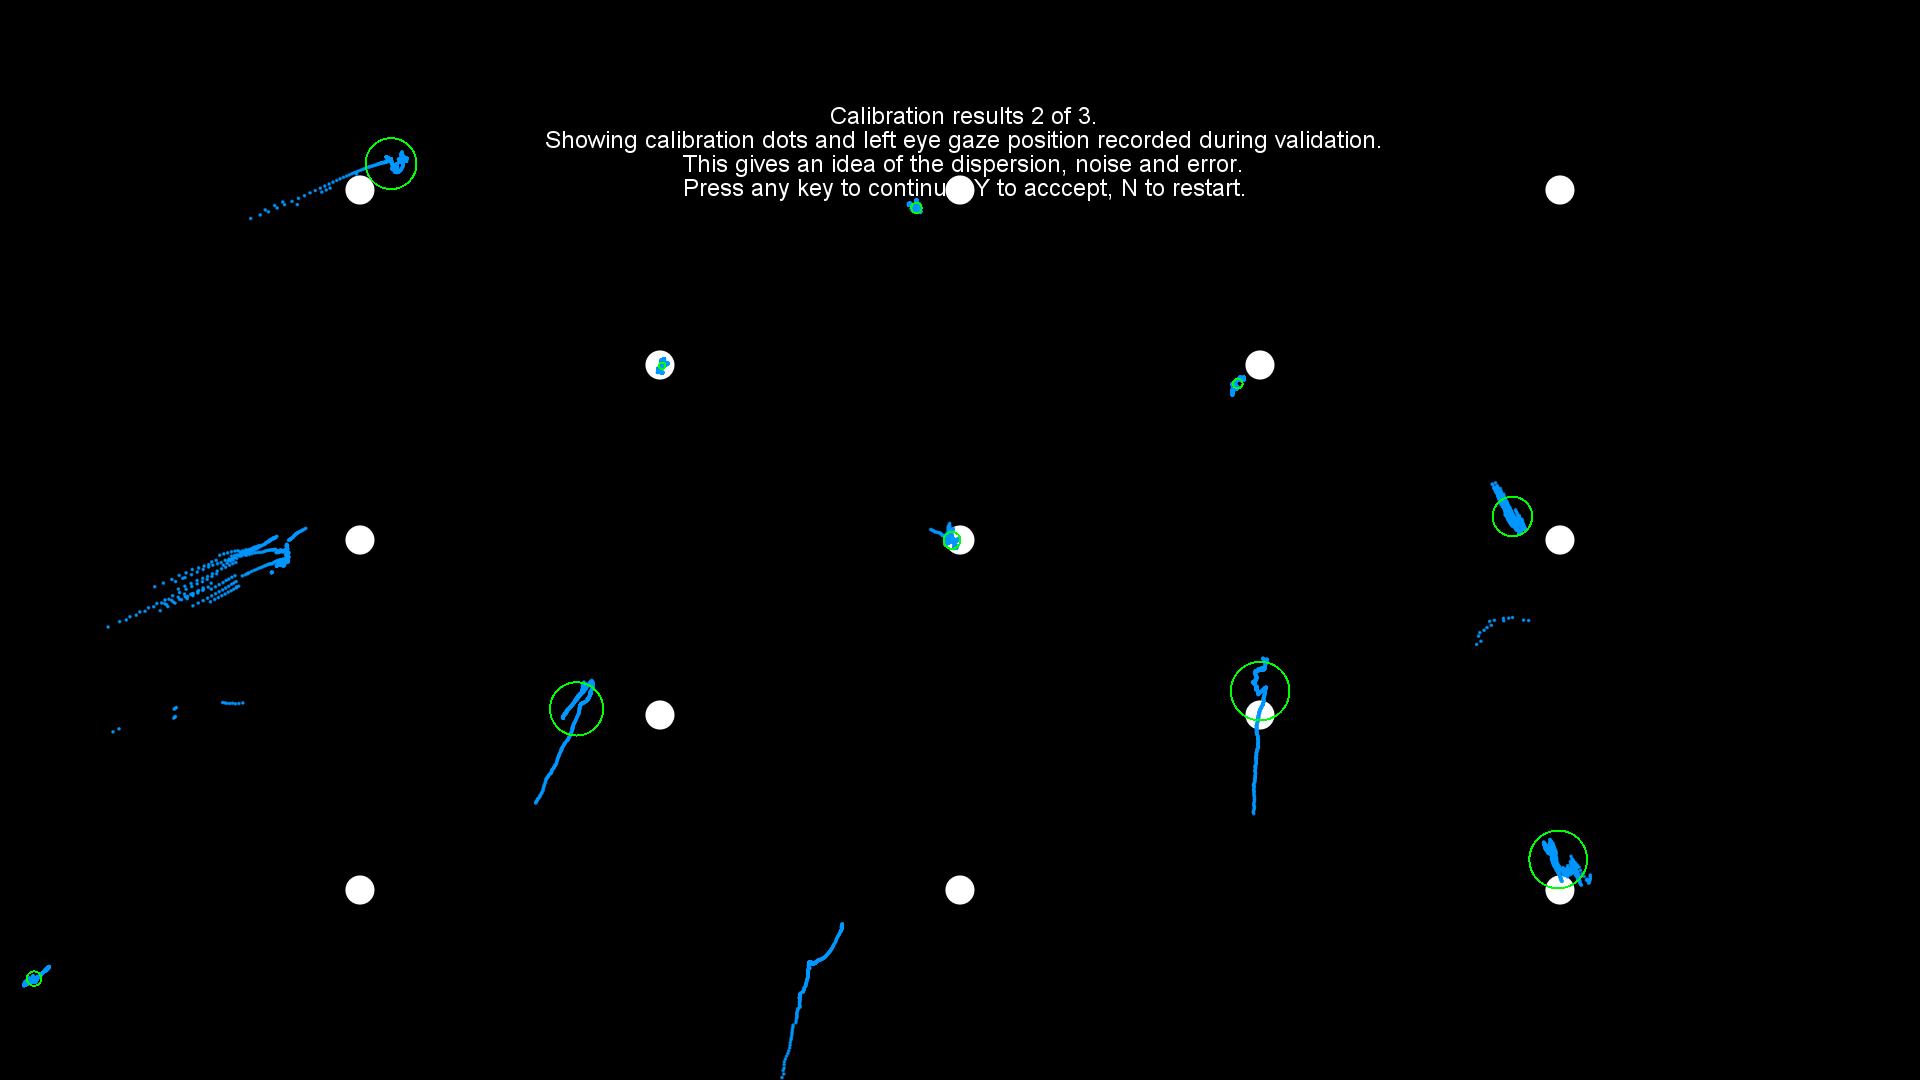 Calibration results 2 of 3.
Showing calibration dots and left eye gaze position recorded during validation.
This gives an idea of the dispersion, noise and error.
Press any key to continu Y to acccept, N to restart.